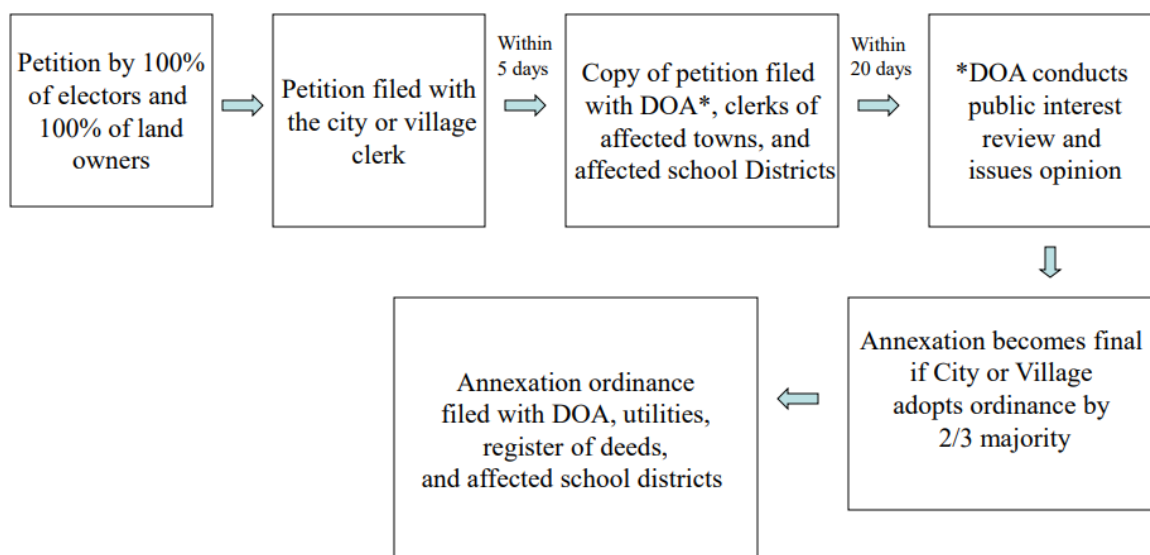 Petition by 100%
of electors and
100% of land
owners
Petition filed with
the city or village
clerk
Within
5 days
Copy of petition filed
with DOA*, clerks of
affected towns, and
affected school Districts
Within
20 days
*DOA conducts
public interest
review and
issues opinion
Annexation becomes final
if City or Village
adopts ordinance by
2/3 majority
Annexation ordinance
filed with DOA, utilities,
register of deeds,
and affected school districts